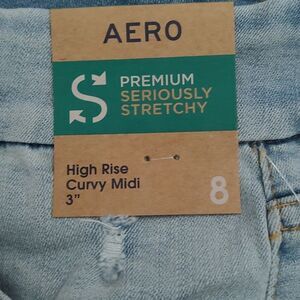 AERO
PREMIUM
SERIOUSLY
STRETCHY
High Rise
Curvy Midi
3"
8